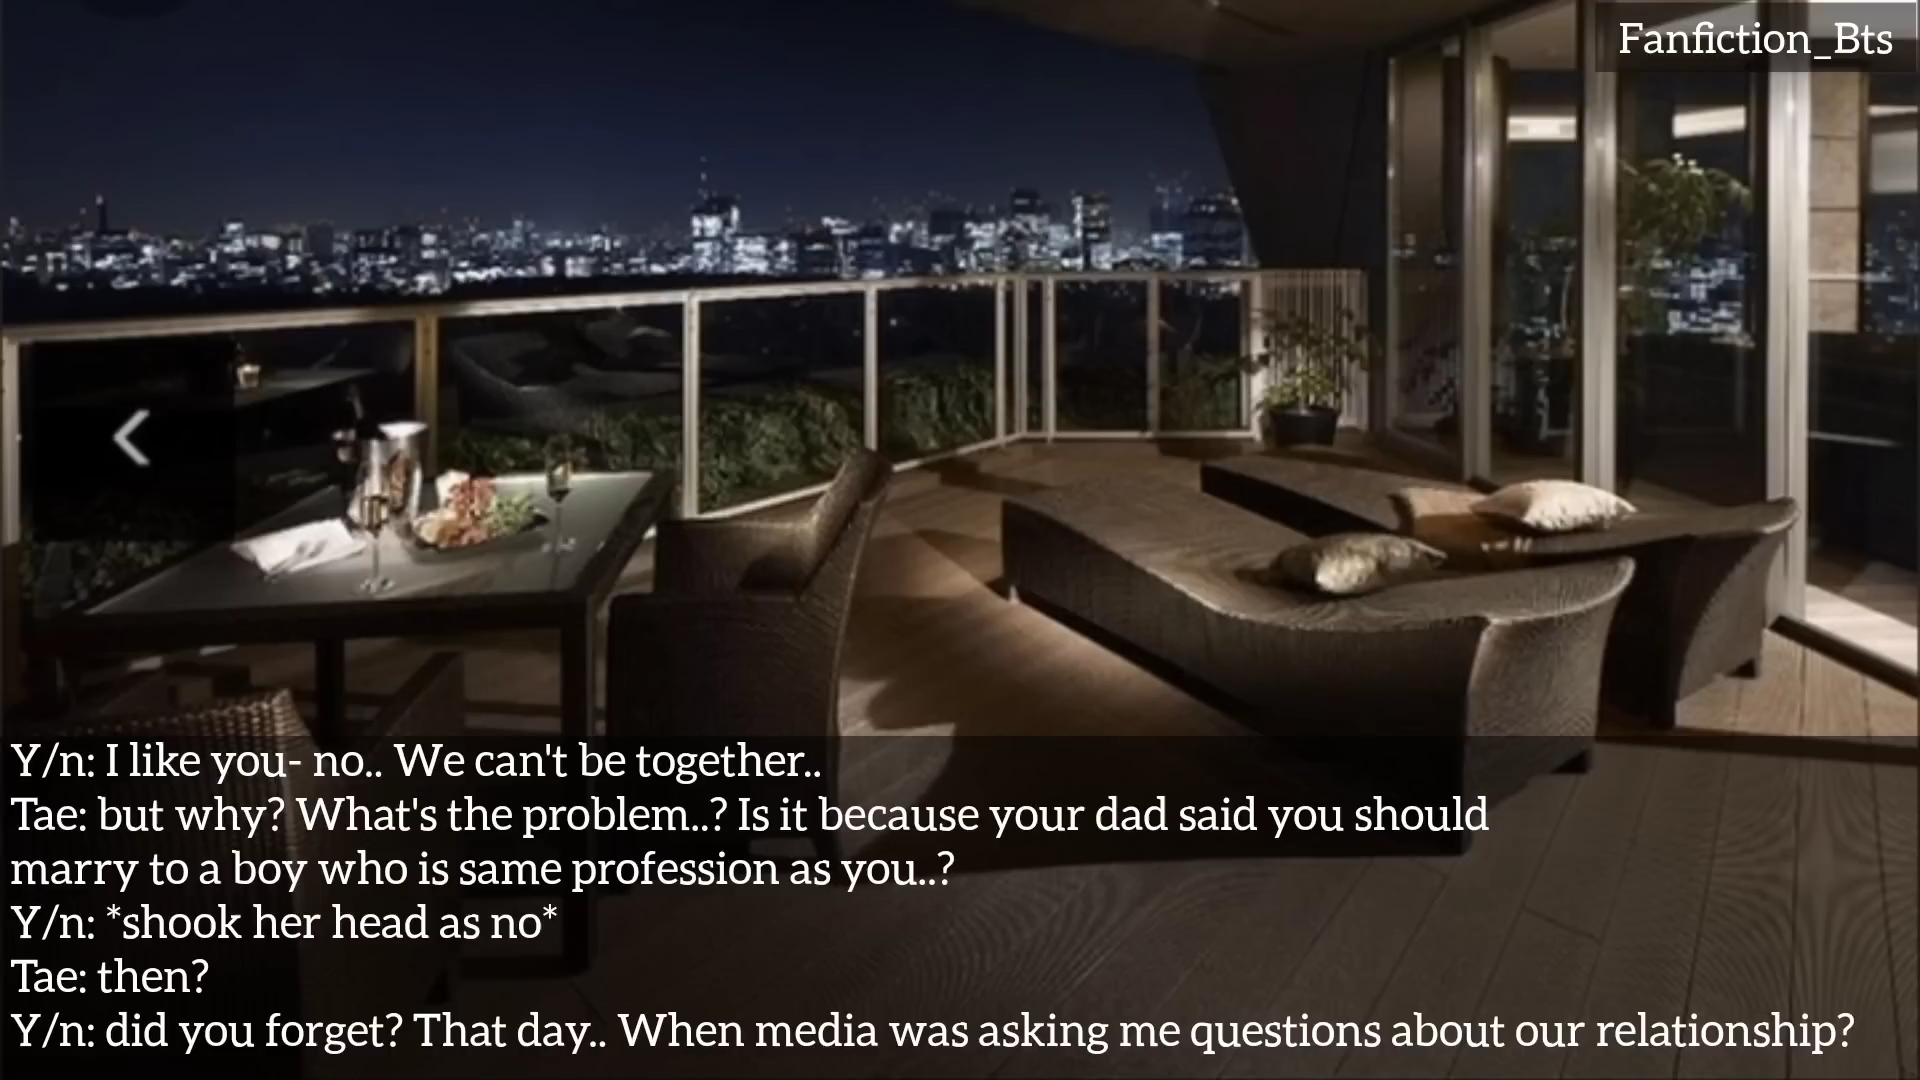 Fanfiction_Bts
Y/n: I like you- no.. We can't be together..
Tae: but why? What's the problem..? Is it because your dad said you should
marry to a boy who is same profession as you..?
Y/n: *shook her head as no*
Tae: then?
Y/n: did you forget? That day.. When media was asking me questions about our relationship?